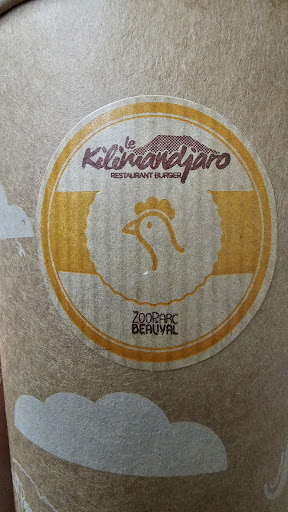 le
Kilimandjaro
RESTAURANT BURGER
ZOOPARC
BEAUVAL